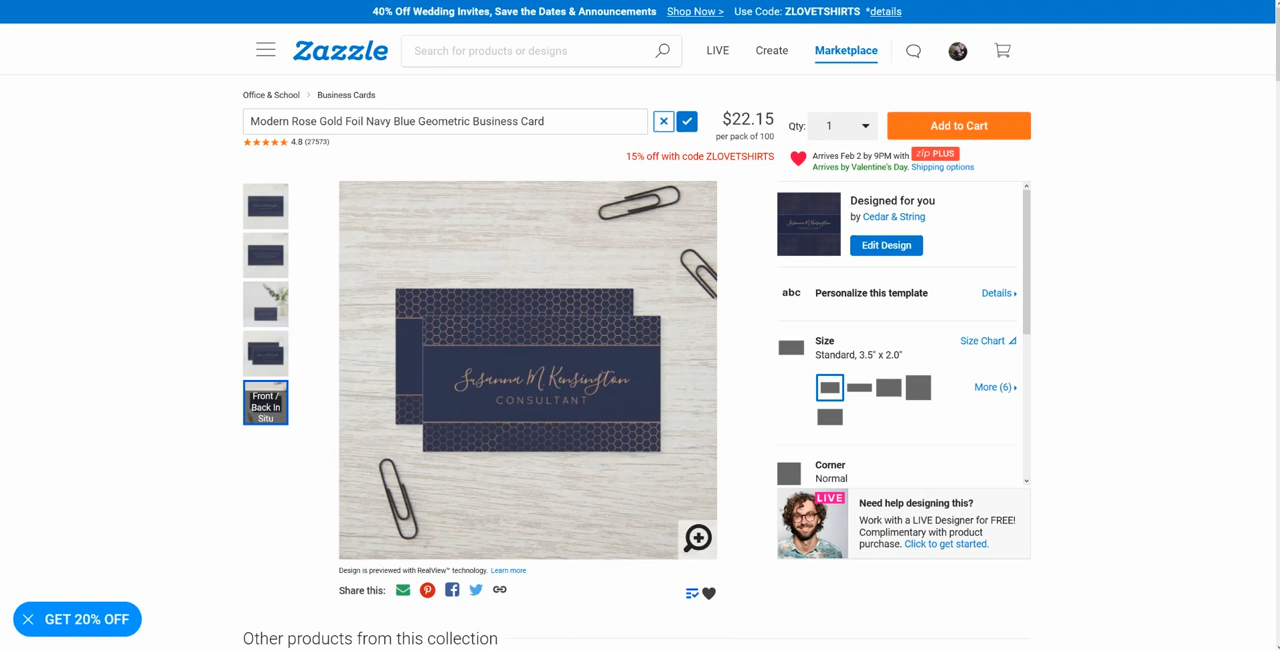 40% Off Wedding Invites, Save the Dates & Announcements Shop Now > Use Code: ZLOVETSHIRTS *details
Zazzle
Search for products or designs
LIVE Create Marketplace
Office & School > Business Cards
Modern Rose Gold Foil Navy Blue Geometric Business Card
4.8 (27573)
$22.15
per pack of 100
15% off with code ZLOVETSHIRTS
Qty: 1
Add to Cart
Arrives Feb 2 by 9PM with zip PLUS
Arrives by Valentine's Day. Shipping options
Front /
Back In
Situ
Susanna M Kensington
CONSULTANT
Designed for you
by Cedar & String
Edit Design
abc Personalize this template Details
Size Size Chart
Standard, 3.5" x 2.0"
More (6)
Corner
Normal
LIVE
Need help designing this?
Work with a LIVE Designer for FREE!
Complimentary with product
purchase. Click to get started.
Design is previewed with RealView™ technology. Learn more
Share this:
GET 20% OFF
Other products from this collection